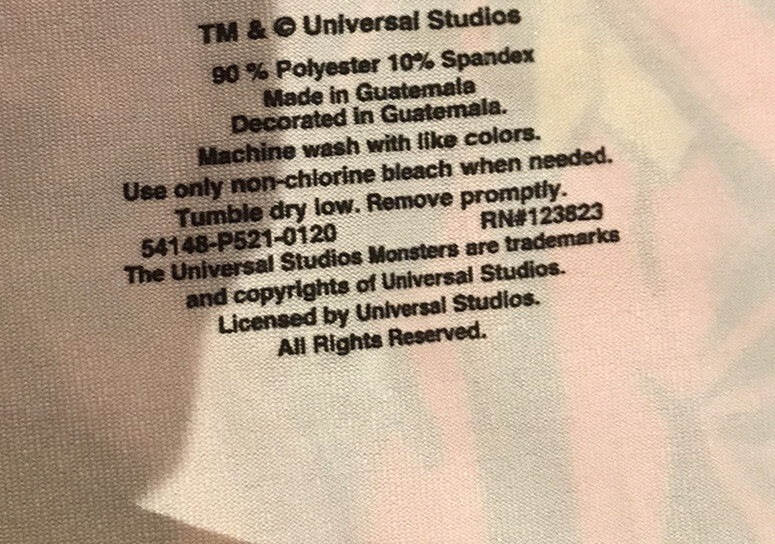 TM & © Universal Studios
90 % Polyester 10% Spandex
Made in Guatemala
Decorated in Guatemala.
Machine wash with like colors.
Use only non-chlorine bleach when needed.
Tumble dry low. Remove promptly.
54148-P521-0120 RN#123823
The Universal Studios Monsters are trademarks
and copyrights of Universal Studios.
Licensed by Universal Studios.
All Rights Reserved.